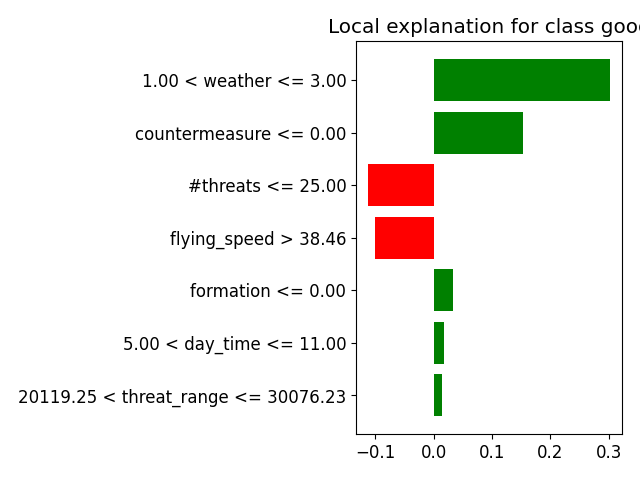 Local explanation for class goo
1.00 < weather <= 3.00
countermeasure <= 0.00
#threats <= 25.00
flying_speed > 38.46
formation <= 0.00
5.00 < day_time <= 11.00
20119.25 < threat_range <= 30076.23
−0.1 0.0 0.1 0.2 0.3